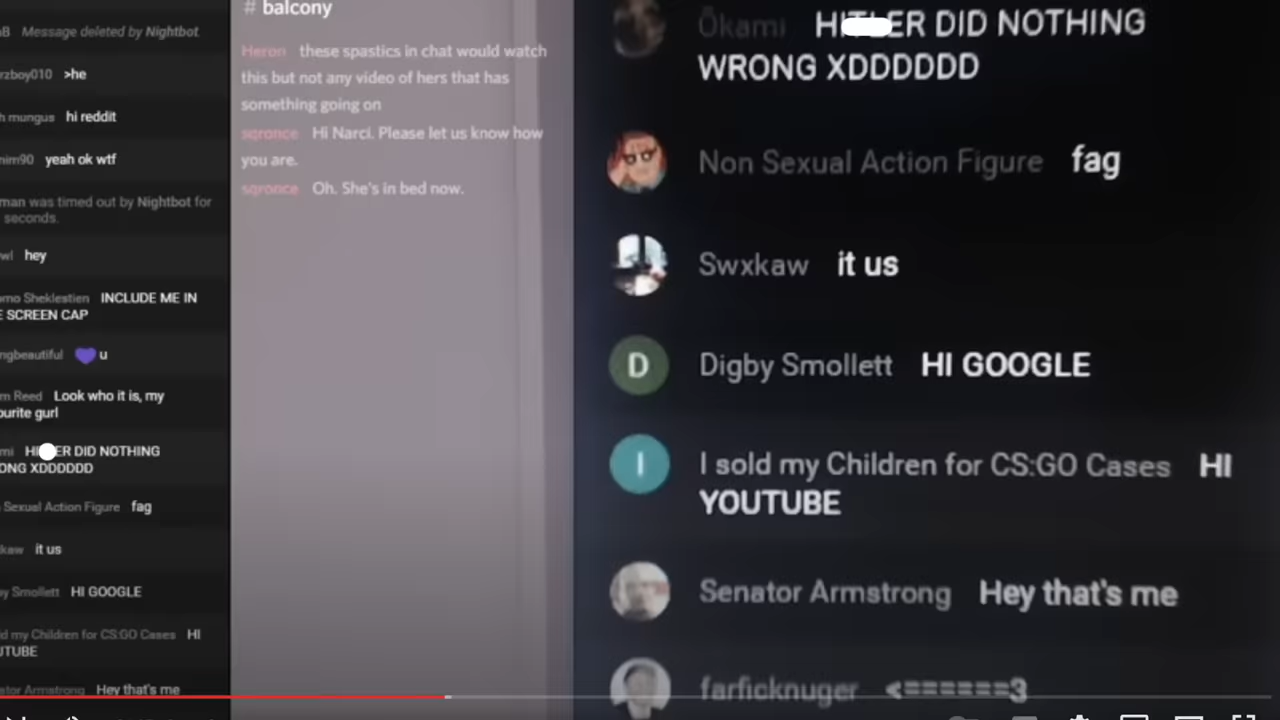 B Message deleted by Nightbot
rzboy010 >he
h mungus hi reddit
nim90 yeah ok wtf
man was timed out by Nightbot for
seconds.
wl hey
omo Sheklestien INCLUDE ME IN
E SCREEN CAP
ngbeautiful u
m Reed Look who it is, my
ourite gurl
mi HI ER DID NOTHING
ONG XDDDDDD
Sexual Action Figure fag
kaw it us
by Smollett HI GOOGLE
ld my Children for CS:GO Cases HI
UTUBE
ator Armstrong Hey that's me
# balcony
Heron these spastics in chat would watch
this but not any video of hers that has
something going on
sqronce Hi Narci. Please let us know how
you are.
sqronce Oh. She's in bed now.
Ōkami HITLER DID NOTHING
WRONG XDDDDDD
Non Sexual Action Figure fag
Swxkaw it us
D Digby Smollett HI GOOGLE
I I sold my Children for CS:GO Cases HI
YOUTUBE
Senator Armstrong Hey that's me
farficknuger <======3